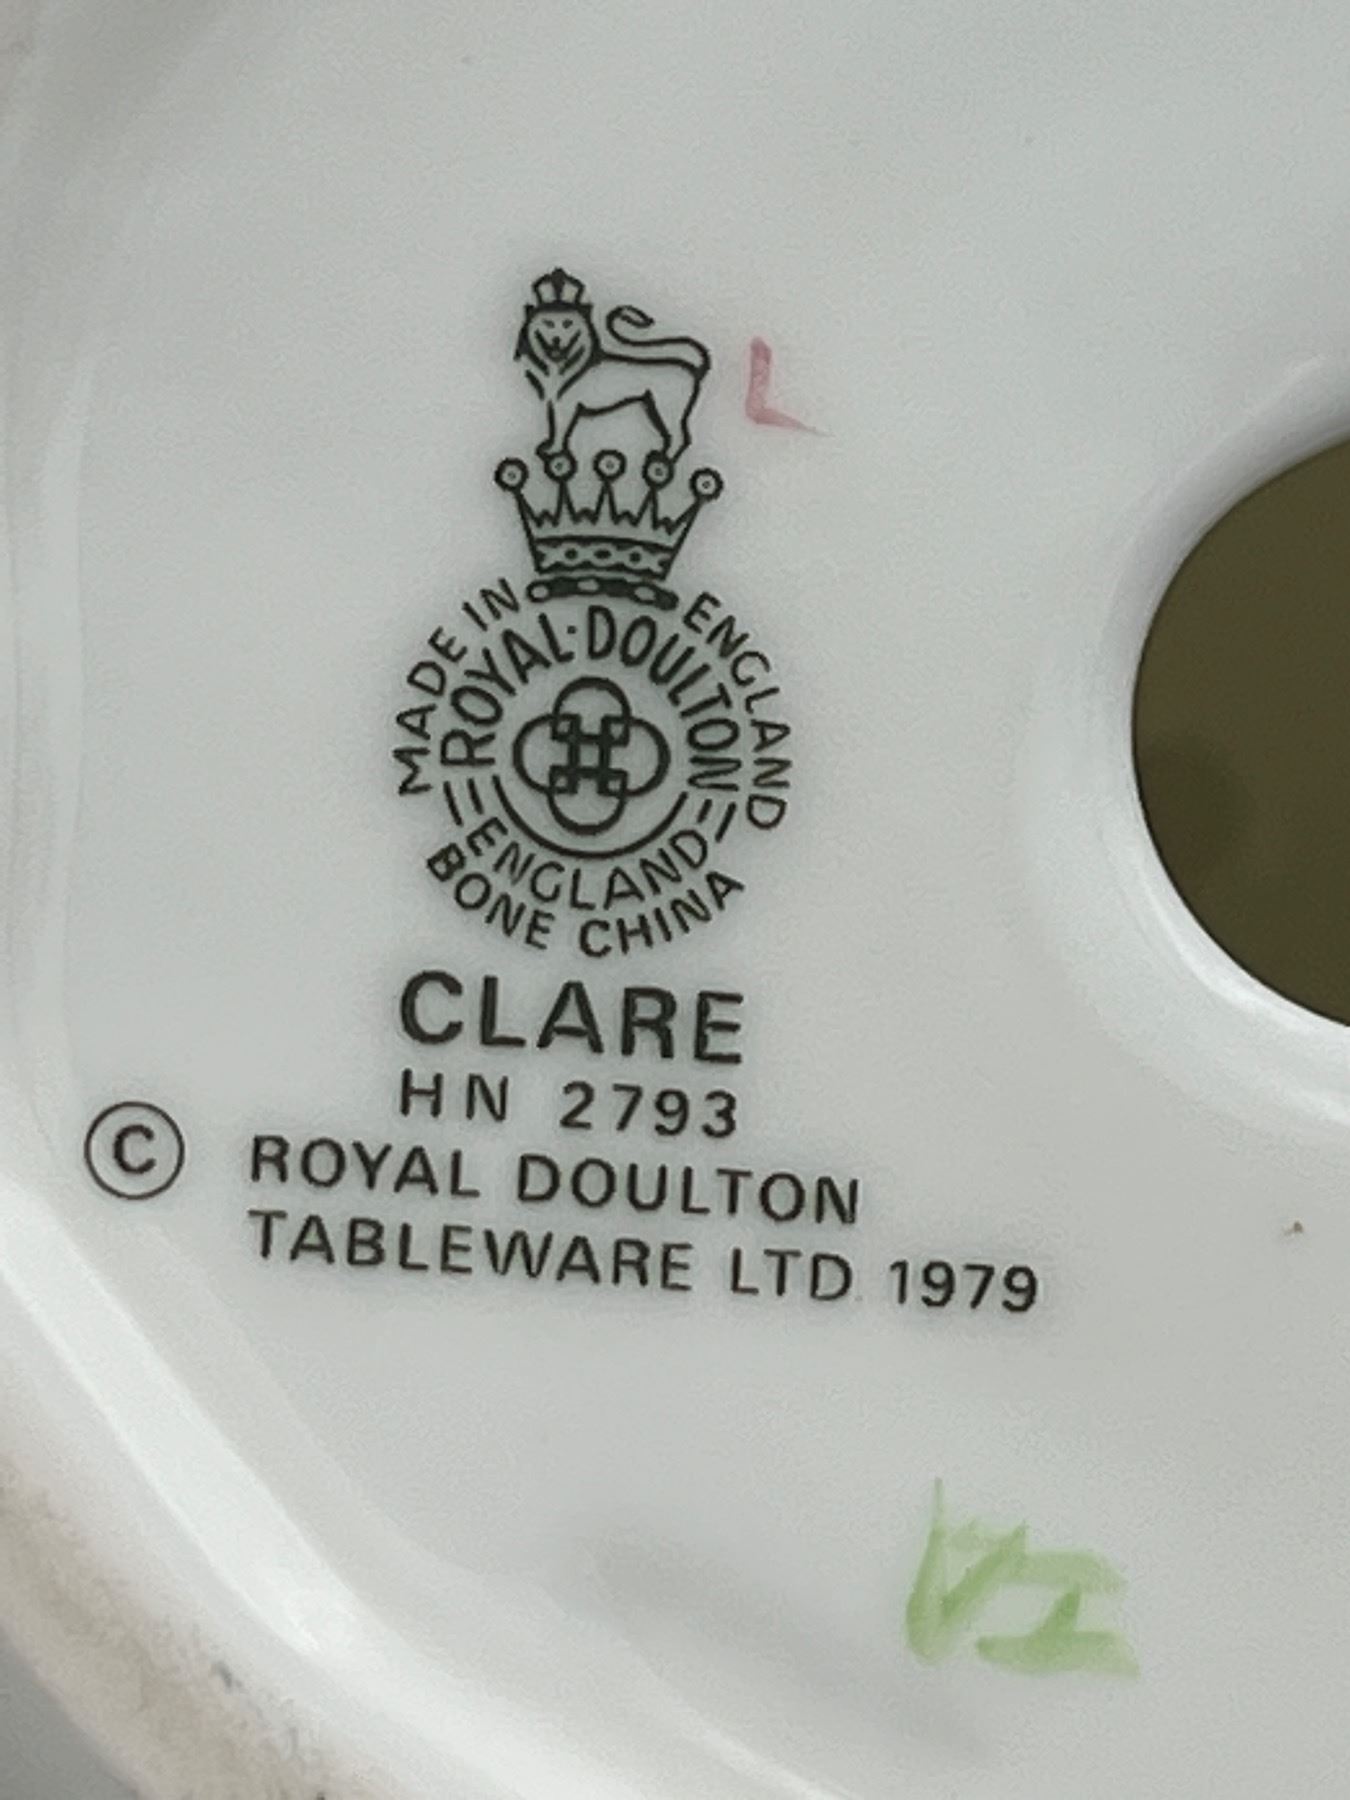 L
MADE IN ENGLAND
ROYAL·DOULTON
ENGLAND
BONE CHINA
CLARE
HN 2793
© ROYAL DOULTON
TABLEWARE LTD 1979